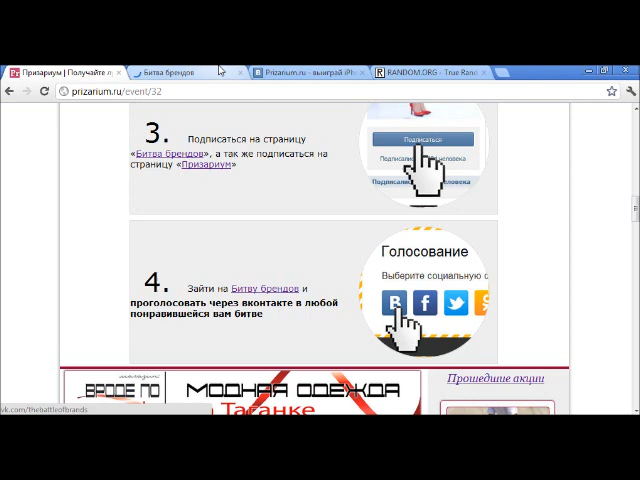 Призариум | Получайте п
Битва брендов
Prizarium.ru - выиграй iPh
RANDOM.ORG - True Rand
prizarium.ru/event/32
3. Подписаться на страницу
«Битва брендов», а так же подписаться на
страницу «Призариум»
Подписаться
Голосование
Выберите социальную с
4. Зайти на Битву брендов и
проголосовать через вконтакте в любой
понравившейся вам битве
Прошедшие акции
МОДНАЯ ОДЕЖДА
на Таганке
vk.com/thebattleofbrands